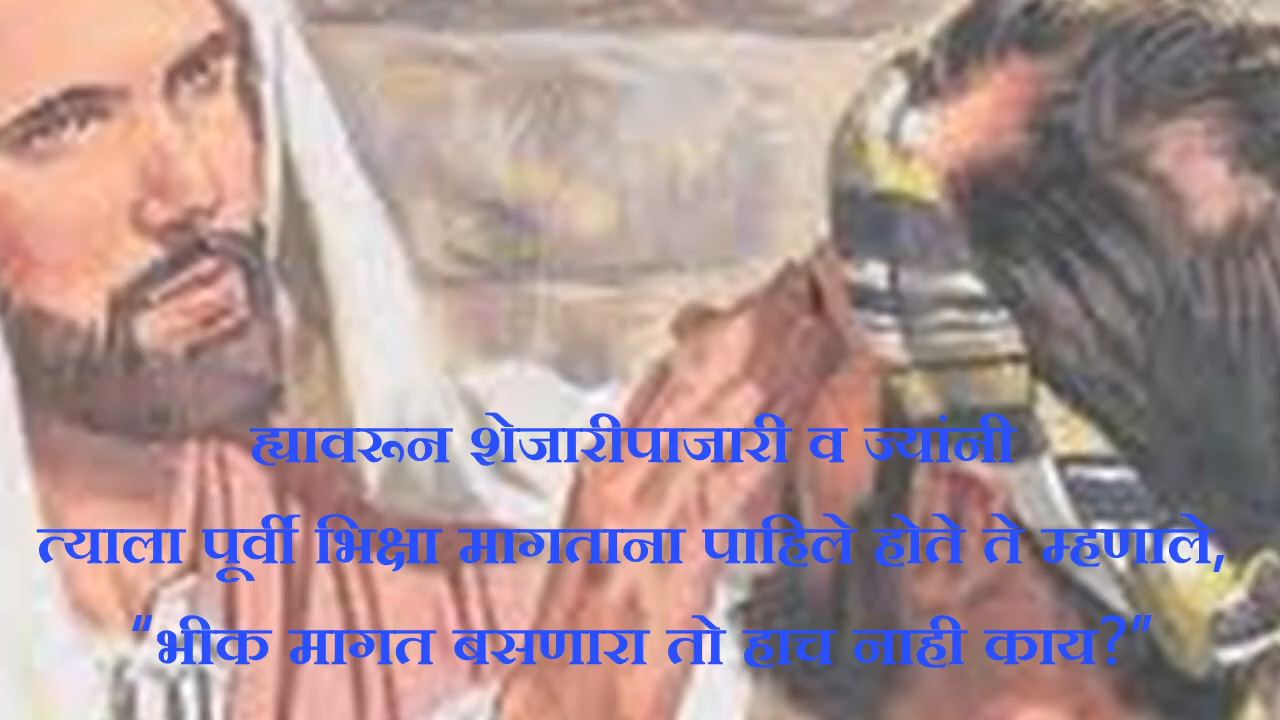 ह्यावरून शेजारीपाजारी व ज्यांनी
त्याला पूर्वी भिक्षा मागताना पाहिले होते ते म्हणाले,
“भीक मागत बसणारा तो हाच नाही काय?”